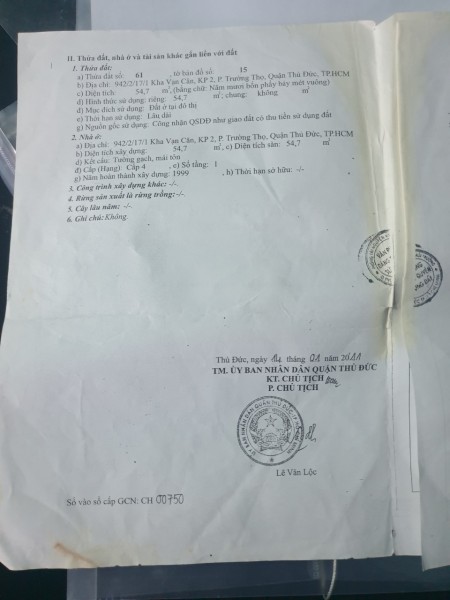 II. Thửa đất, nhà ở và tài sản khác gắn liền với đất
1. Thửa đất:
a) Thửa đất số: 61 , tờ bản đồ số: 15
b) Địa chỉ: 942/2/17/1 Kha Vạn Cân, KP 2, P. Trường Thọ, Quận Thủ Đức, TP.HCM
c) Diện tích: 54,7 m², (bằng chữ: Năm mươi bốn phẩy bảy mét vuông)
d) Hình thức sử dụng: riêng: 54,7 m²; chung: không m²
đ) Mục đích sử dụng: Đất ở tại đô thị
e) Thời hạn sử dụng: Lâu dài
g) Nguồn gốc sử dụng: Công nhận QSDĐ như giao đất có thu tiền sử dụng đất
2. Nhà ở:
a) Địa chỉ: 942/2/17/1 Kha Vạn Cân, KP 2, P. Trường Thọ, Quận Thủ Đức, TP.HCM
b) Diện tích xây dựng: 54,7 m², c) Diện tích sàn: 54,7 m²
d) Kết cấu: Tường gạch, mái tôn
đ) Cấp (Hạng): Cấp 4 , e) Số tầng: 1
g) Năm hoàn thành xây dựng: 1999 , h) Thời hạn sở hữu: -/-
3. Công trình xây dựng khác: -/-
4. Rừng sản xuất là rừng trồng: -/-
5. Cây lâu năm: -/-
6. Ghi chú: Không.
Thủ Đức, ngày 14 tháng 01 năm 2011
TM. ỦY BAN NHÂN DÂN QUẬN THỦ ĐỨC
KT. CHỦ TỊCH
P. CHỦ TỊCH
Lê Văn Lộc
Số vào sổ cấp GCN: CH 00750